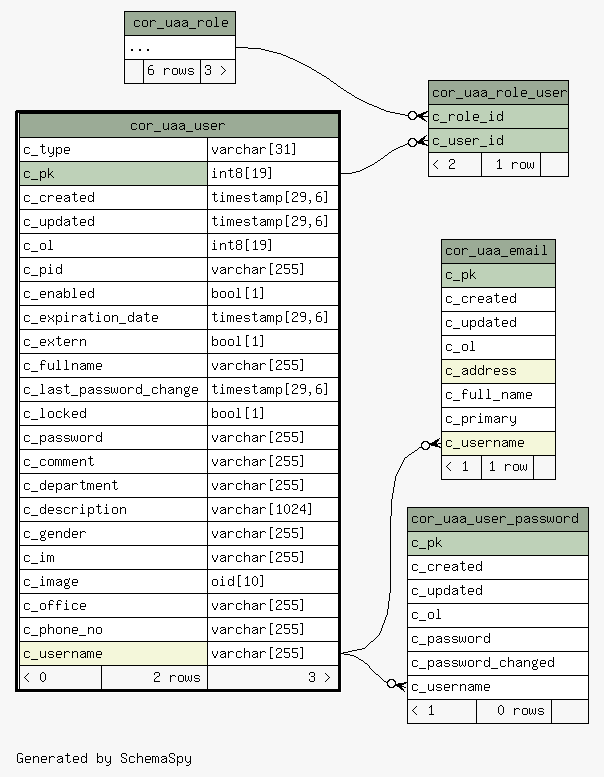 cor_uaa_role
...
6 rows 3 >
cor_uaa_role_user
c_role_id
c_user_id
< 2 1 row
cor_uaa_user
c_type varchar[31]
c_pk int8[19]
c_created timestamp[29,6]
c_updated timestamp[29,6]
c_ol int8[19]
c_pid varchar[255]
c_enabled bool[1]
c_expiration_date timestamp[29,6]
c_extern bool[1]
c_fullname varchar[255]
c_last_password_change timestamp[29,6]
c_locked bool[1]
c_password varchar[255]
c_comment varchar[255]
c_department varchar[255]
c_description varchar[1024]
c_gender varchar[255]
c_im varchar[255]
c_image oid[10]
c_office varchar[255]
c_phone_no varchar[255]
c_username varchar[255]
< 0 2 rows 3 >
cor_uaa_email
c_pk
c_created
c_updated
c_ol
c_address
c_full_name
c_primary
c_username
< 1 1 row
cor_uaa_user_password
c_pk
c_created
c_updated
c_ol
c_password
c_password_changed
c_username
< 1 0 rows
Generated by SchemaSpy